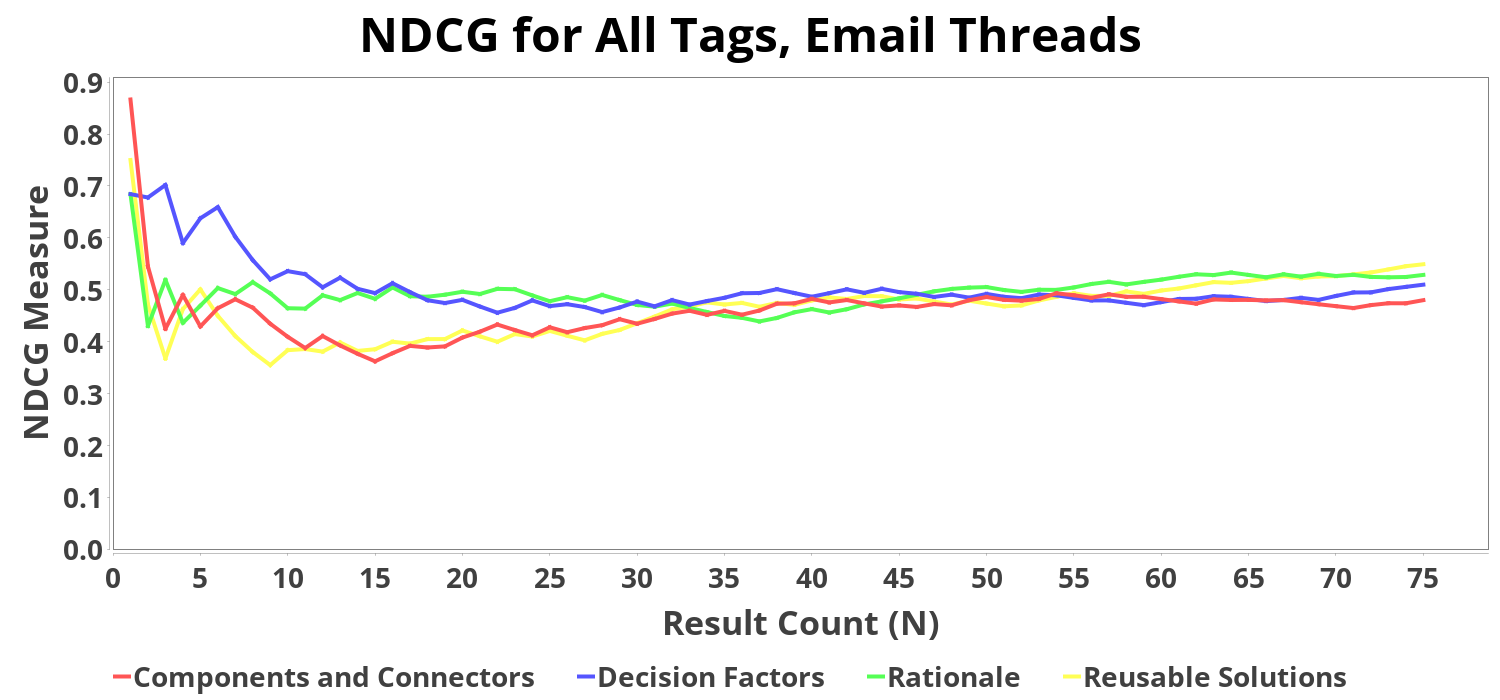 NDCG for All Tags, Email Threads
NDCG Measure
0.9
0.8
0.7
0.6
0.5
0.4
0.3
0.2
0.1
0.0
0 5 10 15 20 25 30 35 40 45 50 55 60 65 70 75
Result Count (N)
Components and Connectors Decision Factors Rationale Reusable Solutions